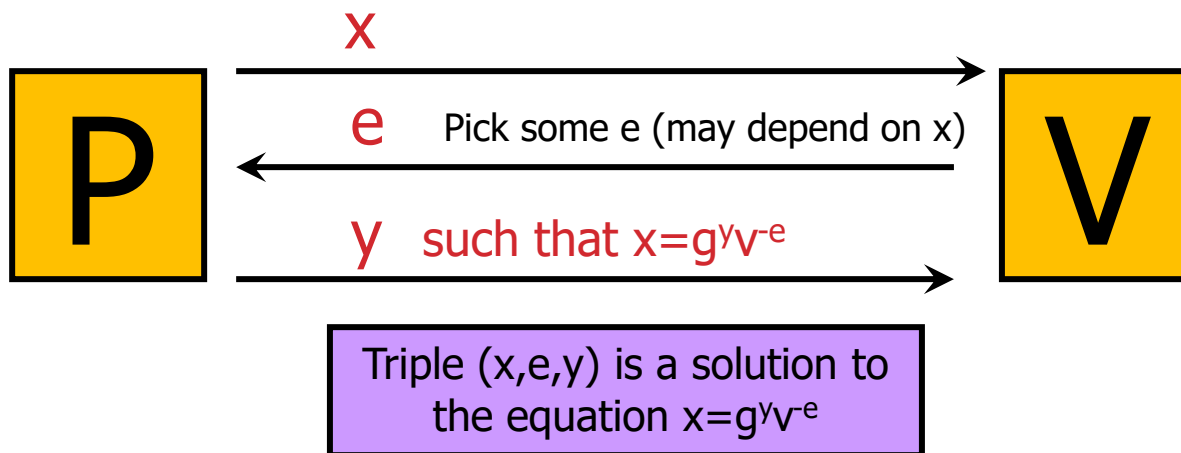 x
P
e Pick some e (may depend on x)
V
y such that x=gʸv⁻ᵉ
Triple (x,e,y) is a solution to
the equation x=gʸv⁻ᵉ